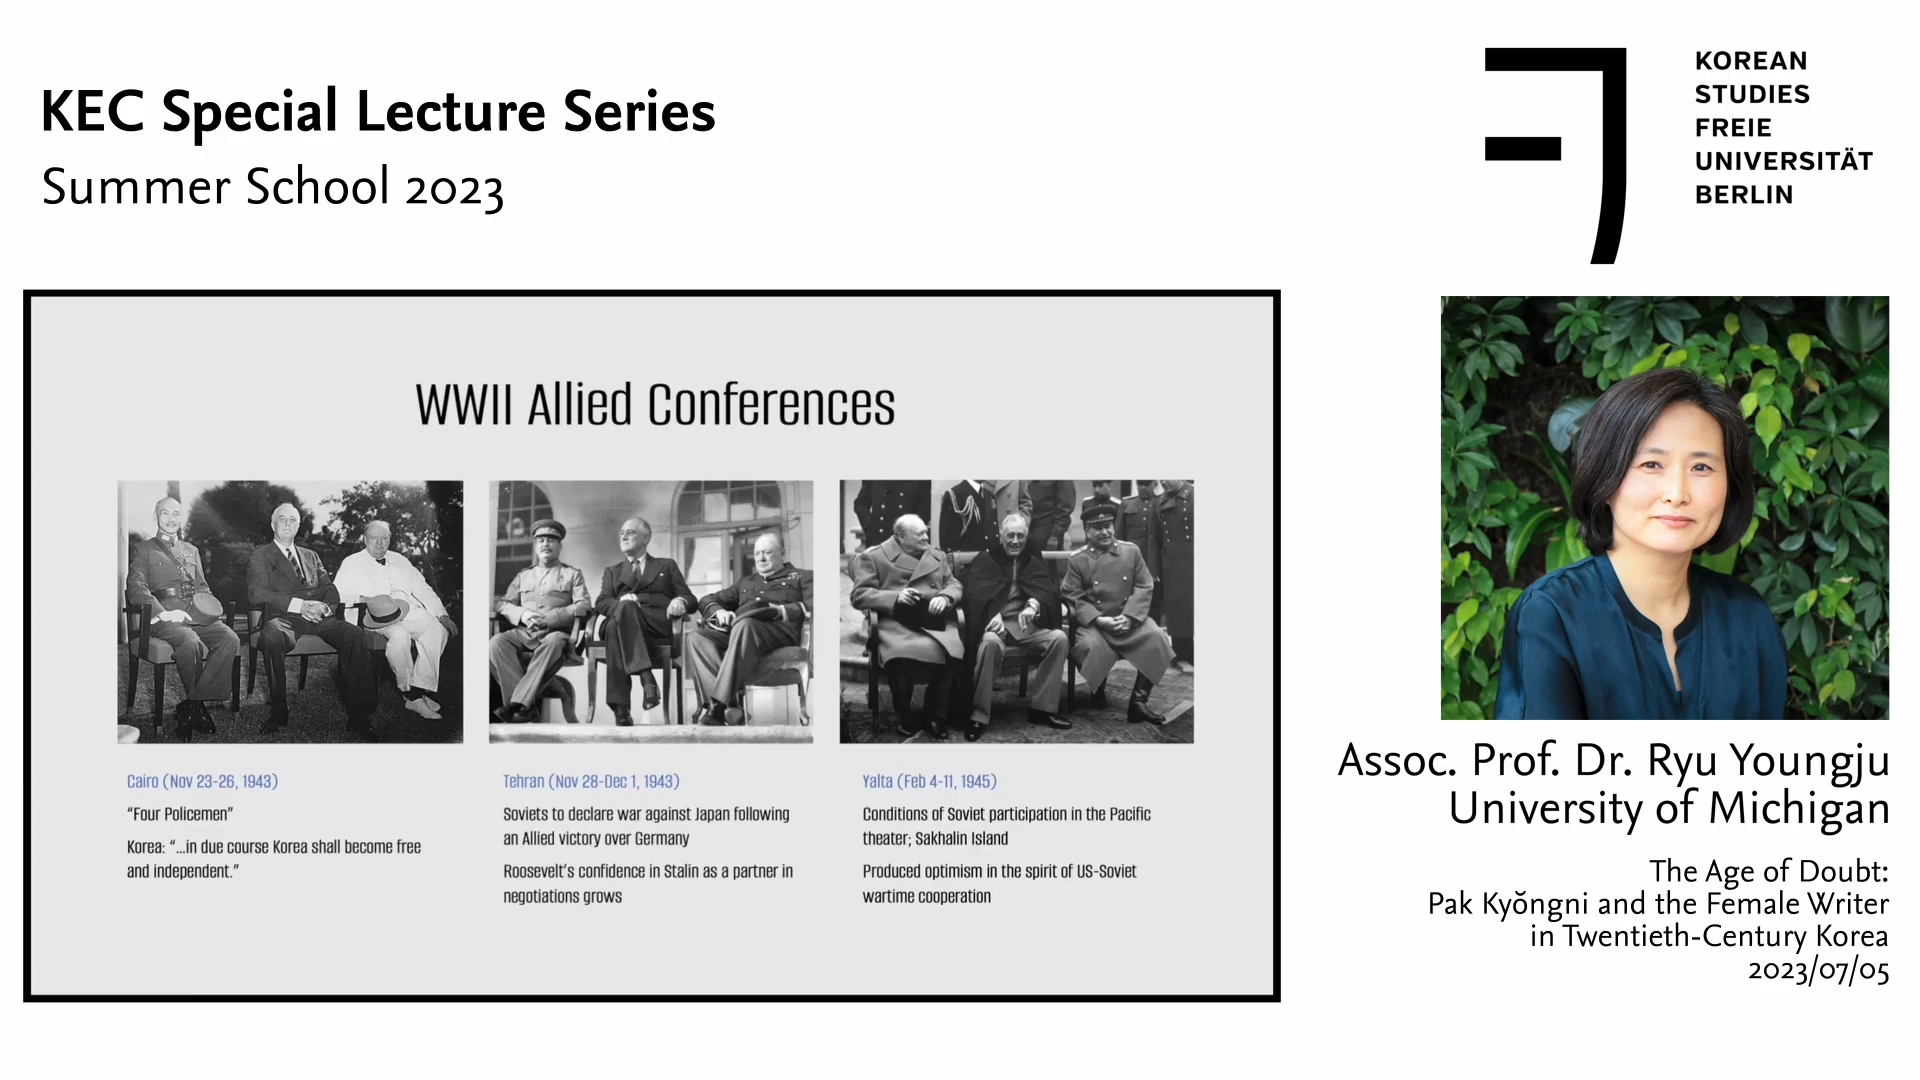 KEC Special Lecture Series
Summer School 2023
KOREAN
STUDIES
FREIE
UNIVERSITÄT
BERLIN
WWII Allied Conferences
Cairo (Nov 23-26, 1943)
“Four Policemen”
Korea: “...in due course Korea shall become free
and independent.”
Tehran (Nov 28-Dec 1, 1943)
Soviets to declare war against Japan following
an Allied victory over Germany
Roosevelt’s confidence in Stalin as a partner in
negotiations grows
Yalta (Feb 4-11, 1945)
Conditions of Soviet participation in the Pacific
theater; Sakhalin Island
Produced optimism in the spirit of US-Soviet
wartime cooperation
Assoc. Prof. Dr. Ryu Youngju
University of Michigan
The Age of Doubt:
Pak Kyŏngni and the Female Writer
in Twentieth-Century Korea
2023/07/05